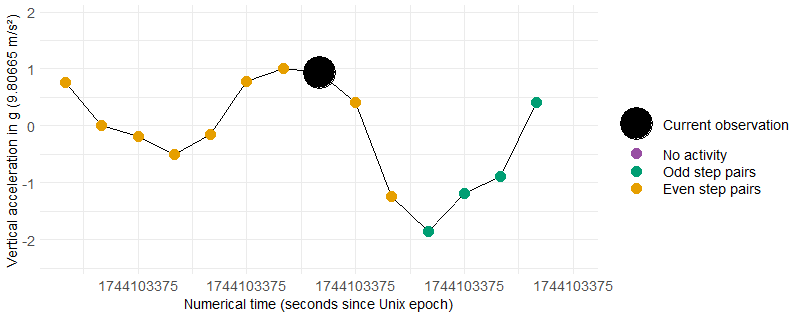 Vertical acceleration in g (9.80665 m/s²)
2
1
0
-1
-2
1744103375 1744103375 1744103375 1744103375 1744103375
Numerical time (seconds since Unix epoch)
Current observation
No activity
Odd step pairs
Even step pairs